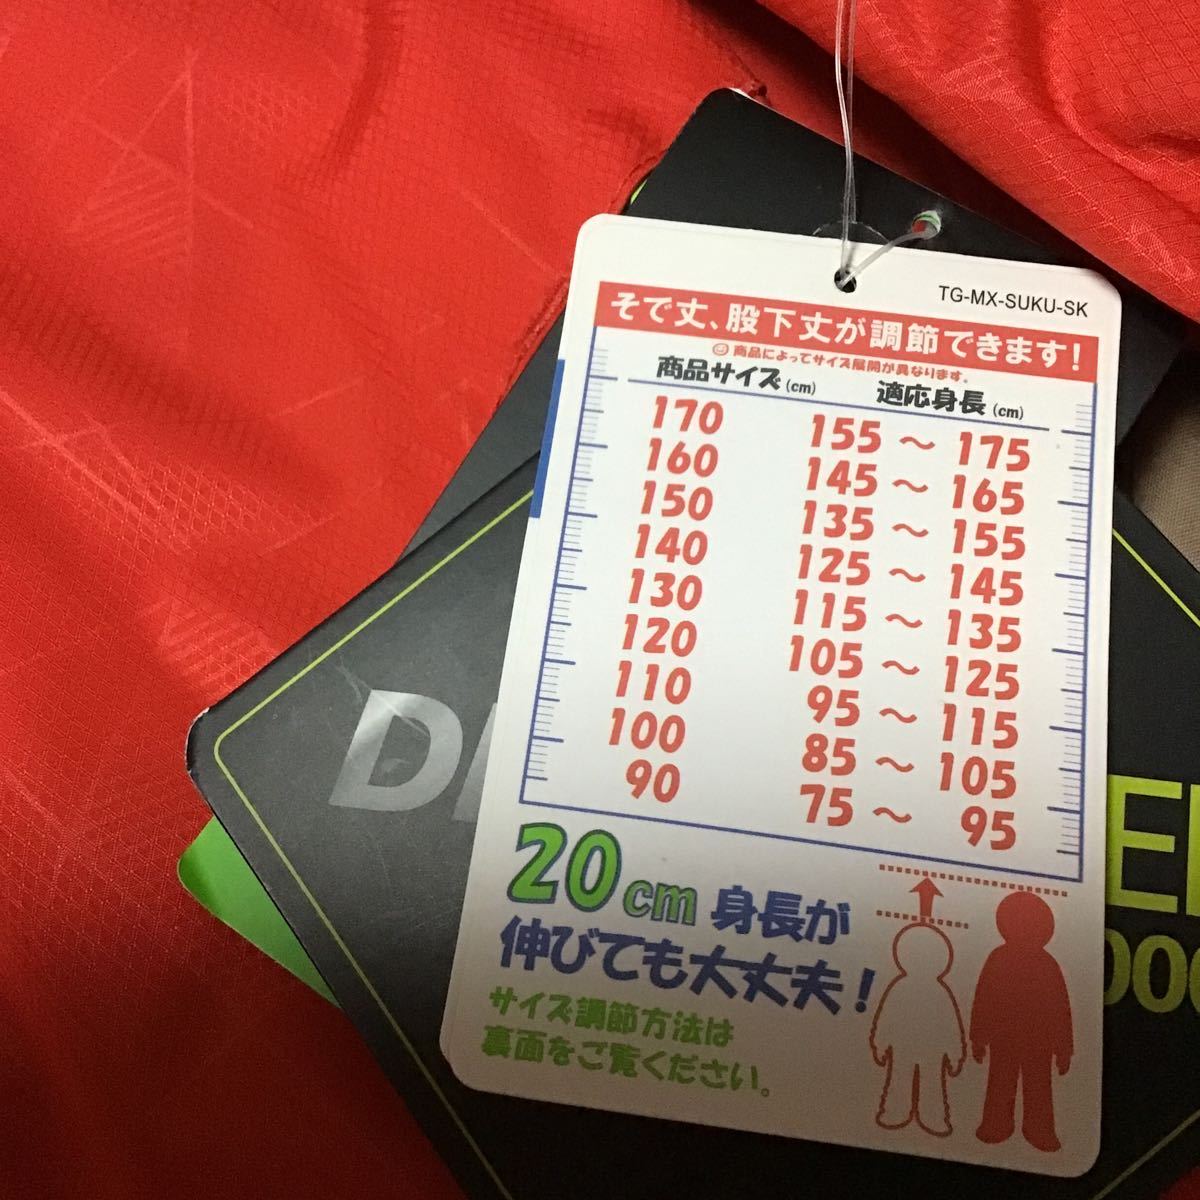 TG-MX-SUKU-SK
そで丈、股下丈が調節できます！
商品によってサイズ展開が異なります。
商品サイズ(cm) 適応身長(cm)
170 155 ～ 175
160 145 ～ 165
150 135 ～ 155
140 125 ～ 145
130 115 ～ 135
120 105 ～ 125
110 95 ～ 115
100 85 ～ 105
90 75 ～ 95
20cm 身長が
伸びても大丈夫！
サイズ調節方法は
裏面をご覧ください。